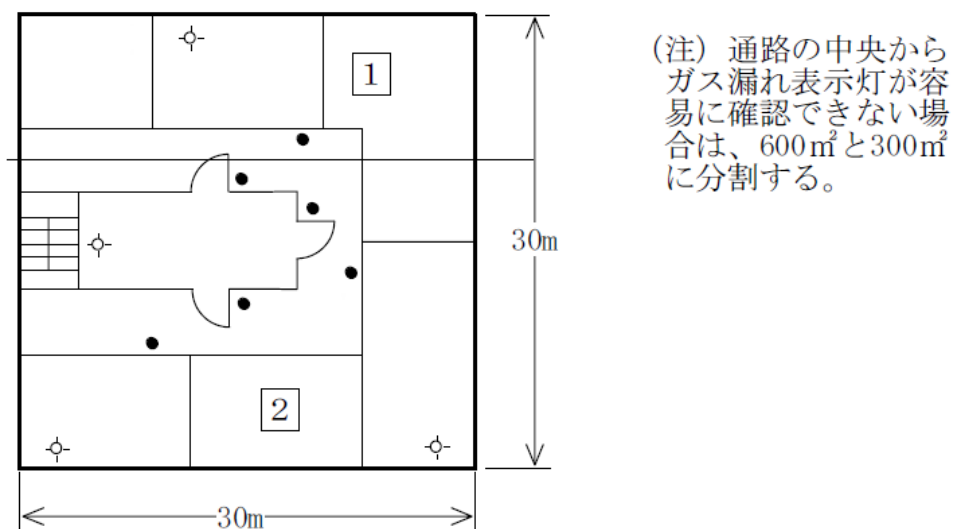 (注) 通路の中央から
ガス漏れ表示灯が容
易に確認できない場
合は、600㎡と300㎡
に分割する。
1
30m
2
30m